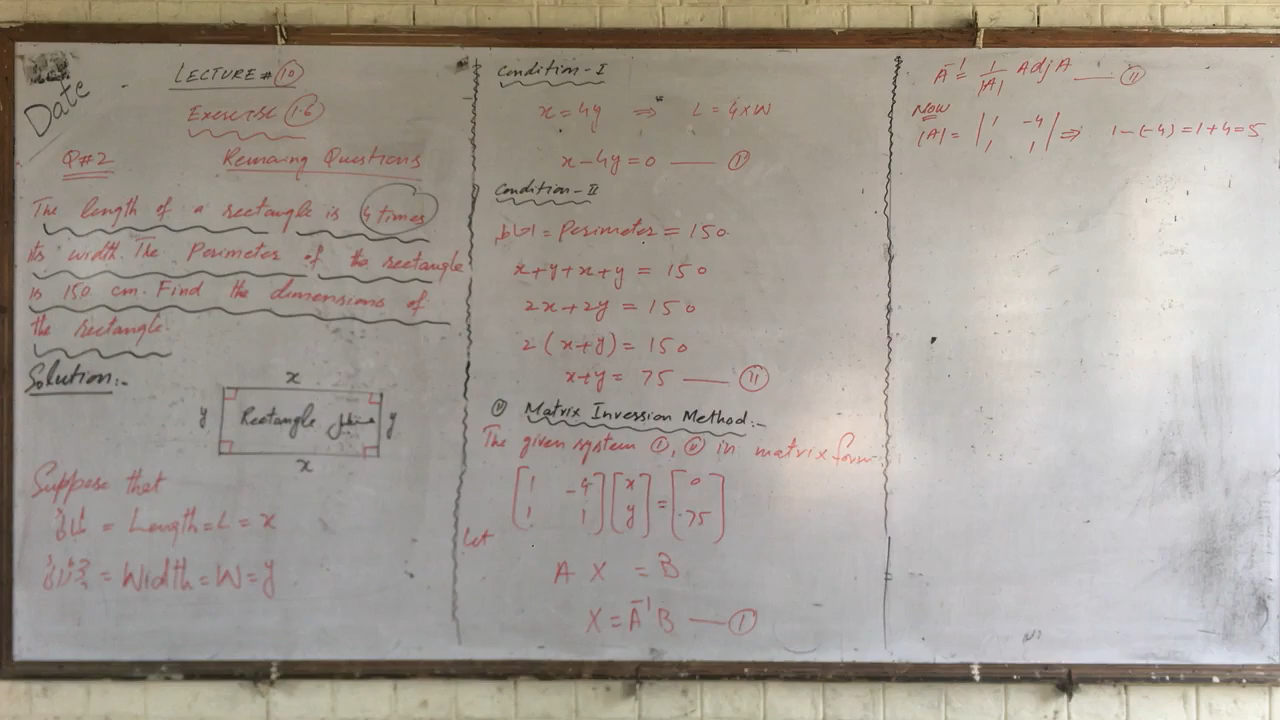 Date
LECTURE # 10
Exercise 1.6
Q#2 Remaing Questions
The length of a rectangle is 4 times
its width. The Perimeter of the rectangle
is 150 cm. Find the dimensions of
the rectangle.
Solution:-
x
y Rectangle y
x
Suppose that
لمبائی = Length = L = x
چوڑائی = Width = W = y
Condition - I
x = 4y ⇒ L = 4 × W
x - 4y = 0 —— (I)
Condition - II
Perimeter = 150
x + y + x + y = 150
2x + 2y = 150
2 ( x + y ) = 150
x + y = 75 —— (II)
Matrix Inversion Method:-
The given system (I), (II) in matrix form
[1 -4] [x] = [0]
[1 1] [y] [75]
Let
A X = B
X = A⁻¹ B —— (I)
A⁻¹ = 1/|A| Adj A —— (II)
Now
|A| = |1 -4| ⇒ 1 - (-4) = 1 + 4 = 5
|1 1|